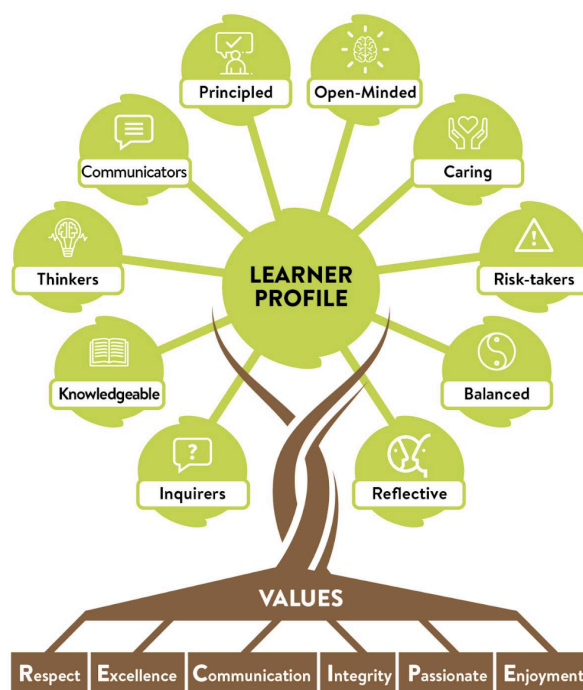 Principled
Open-Minded
Communicators
Caring
Thinkers
LEARNER
PROFILE
Risk-takers
Knowledgeable
Balanced
?
Inquirers
Reflective
VALUES
Respect
Excellence
Communication
Integrity
Passionate
Enjoyment